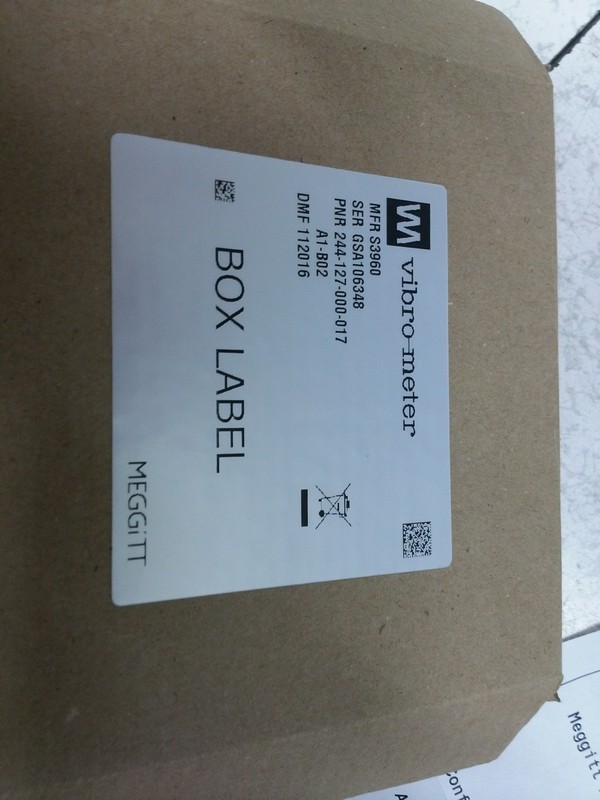 vibro-meter
MFR S3960
SER GSA106348
PNR 244-127-000-017
A1-B02
DMF 112016
BOX LABEL
MEGGiTT
Meggitt